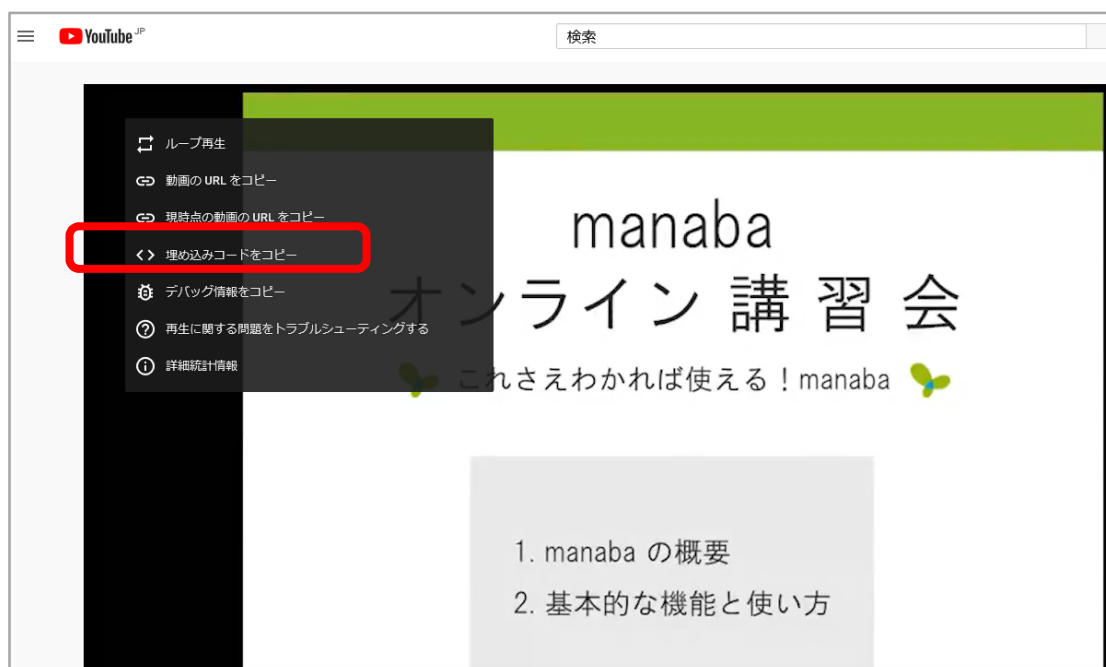 YouTube JP
検索
ループ再生
動画の URL をコピー
現時点の動画の URL をコピー
埋め込みコードをコピー
デバッグ情報をコピー
再生に関する問題をトラブルシューティングする
詳細統計情報
manaba
オンライン 講 習 会
これさえわかれば使える！manaba
1. manaba の概要
2. 基本的な機能と使い方